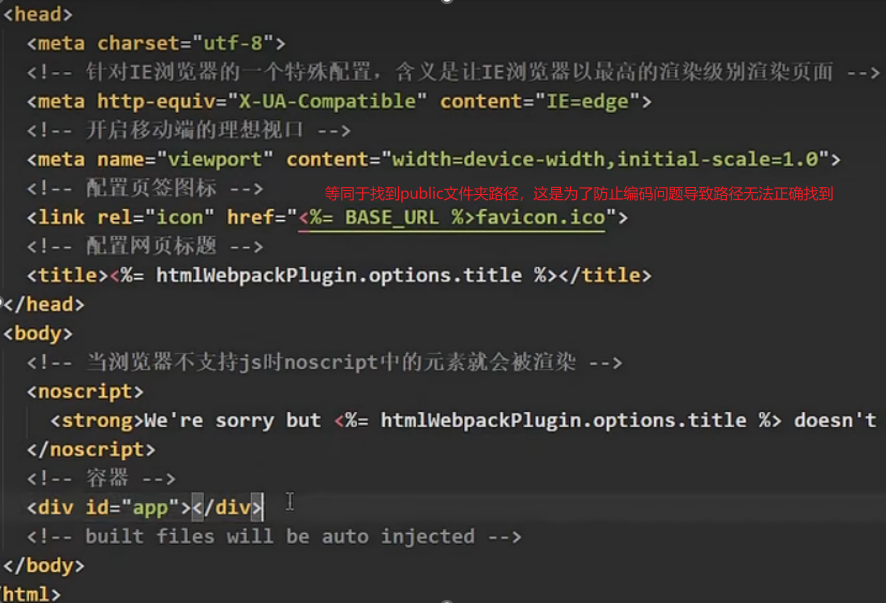 <head>
<meta charset="utf-8">
<!-- 针对IE浏览器的一个特殊配置，含义是让IE浏览器以最高的渲染级别渲染页面 -->
<meta http-equiv="X-UA-Compatible" content="IE=edge">
<!-- 开启移动端的理想视口 -->
<meta name="viewport" content="width=device-width,initial-scale=1.0">
<!-- 配置页签图标 -->
等同于找到public文件夹路径，这是为了防止编码问题导致路径无法正确找到
<link rel="icon" href="<%= BASE_URL %>favicon.ico">
<!-- 配置网页标题 -->
<title><%= htmlWebpackPlugin.options.title %></title>
</head>
<body>
<!-- 当浏览器不支持js时noscript中的元素就会被渲染 -->
<noscript>
<strong>We're sorry but <%= htmlWebpackPlugin.options.title %> doesn't
</noscript>
<!-- 容器 -->
<div id="app"></div>
<!-- built files will be auto injected -->
</body>
html>